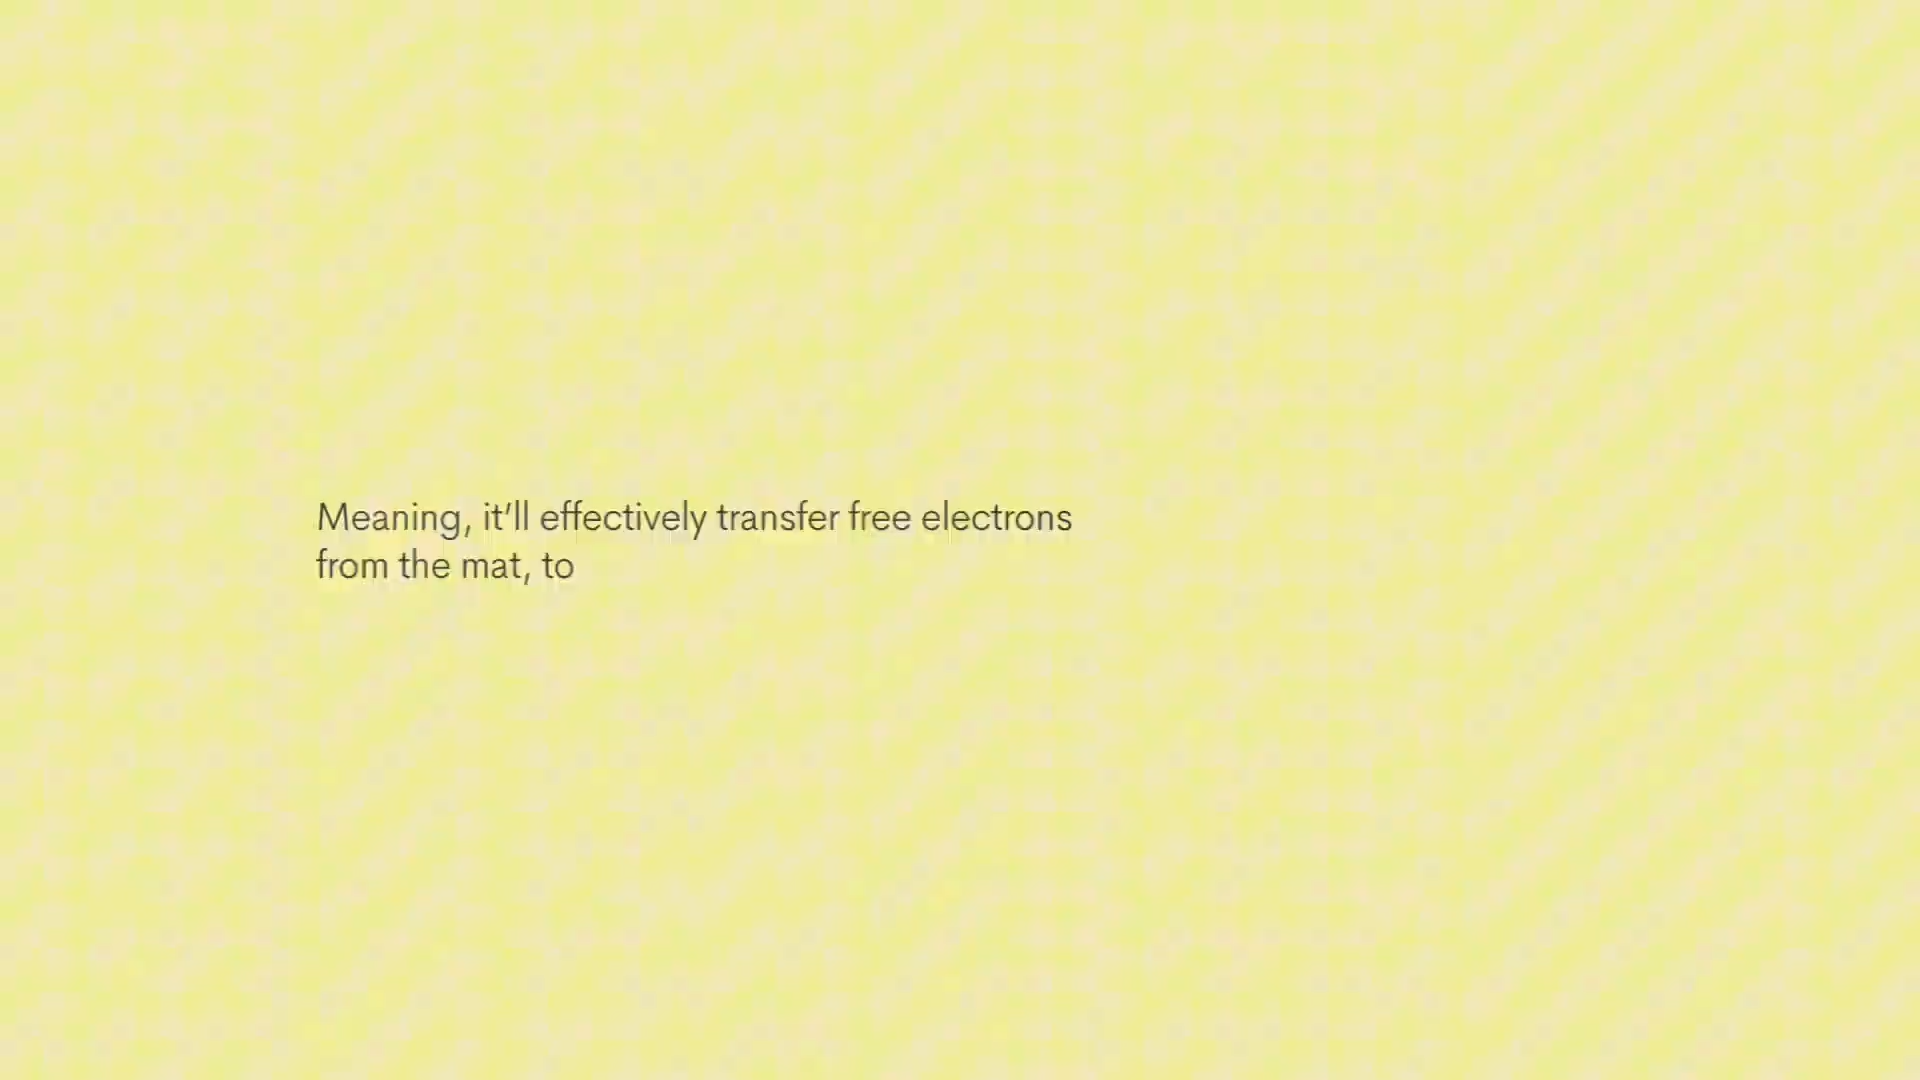 Meaning, it’ll effectively transfer free electrons
from the mat, to